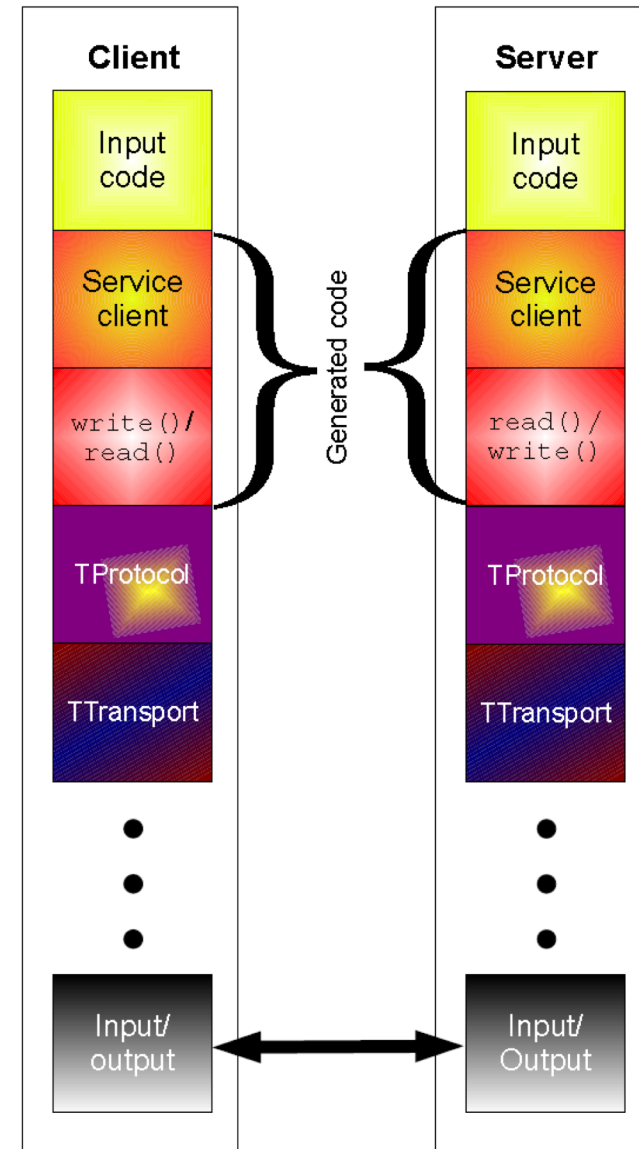 Client
Input
code
Service
client
write()/
read()
TProtocol
TTransport
Input/
output
Generated code
Server
Input
code
Service
client
read()/
write()
TProtocol
TTransport
Input/
Output